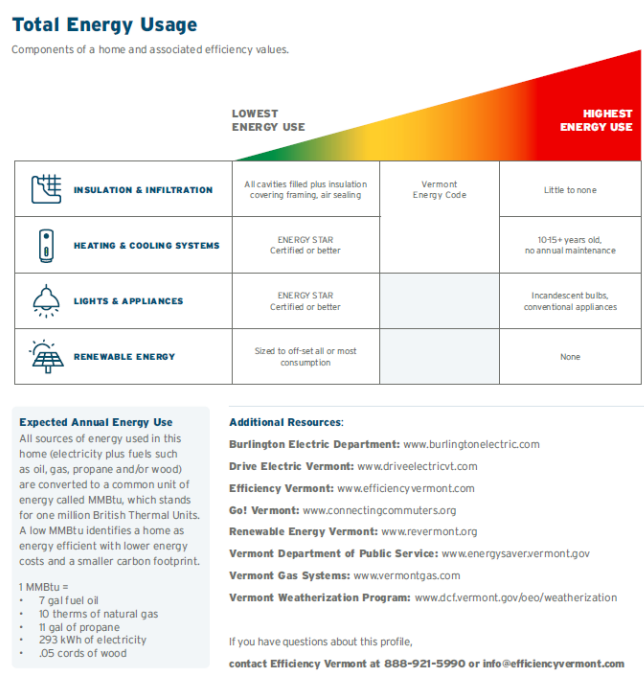 Total Energy Usage
Components of a home and associated efficiency values.
LOWEST
ENERGY USE
HIGHEST
ENERGY USE
INSULATION & INFILTRATION
All cavities filled plus insulation
covering framing, air sealing
Vermont
Energy Code
Little to none
HEATING & COOLING SYSTEMS
ENERGY STAR
Certified or better
10-15+ years old,
no annual maintenance
LIGHTS & APPLIANCES
ENERGY STAR
Certified or better
Incandescent bulbs,
conventional appliances
RENEWABLE ENERGY
Sized to off-set all or most
consumption
None
Expected Annual Energy Use
All sources of energy used in this
home (electricity plus fuels such
as oil, gas, propane and/or wood)
are converted to a common unit of
energy called MMBtu, which stands
for one million British Thermal Units.
A low MMBtu identifies a home as
energy efficient with lower energy
costs and a smaller carbon footprint.
1 MMBtu =
• 7 gal fuel oil
• 10 therms of natural gas
• 11 gal of propane
• 293 kWh of electricity
• .05 cords of wood
Additional Resources:
Burlington Electric Department: www.burlingtonelectric.com
Drive Electric Vermont: www.driveelectricvt.com
Efficiency Vermont: www.efficiencyvermont.com
Go! Vermont: www.connectingcommuters.org
Renewable Energy Vermont: www.revermont.org
Vermont Department of Public Service: www.energysaver.vermont.gov
Vermont Gas Systems: www.vermontgas.com
Vermont Weatherization Program: www.dcf.vermont.gov/oeo/weatherization
If you have questions about this profile,
contact Efficiency Vermont at 888-921-5990 or info@efficiencyvermont.com